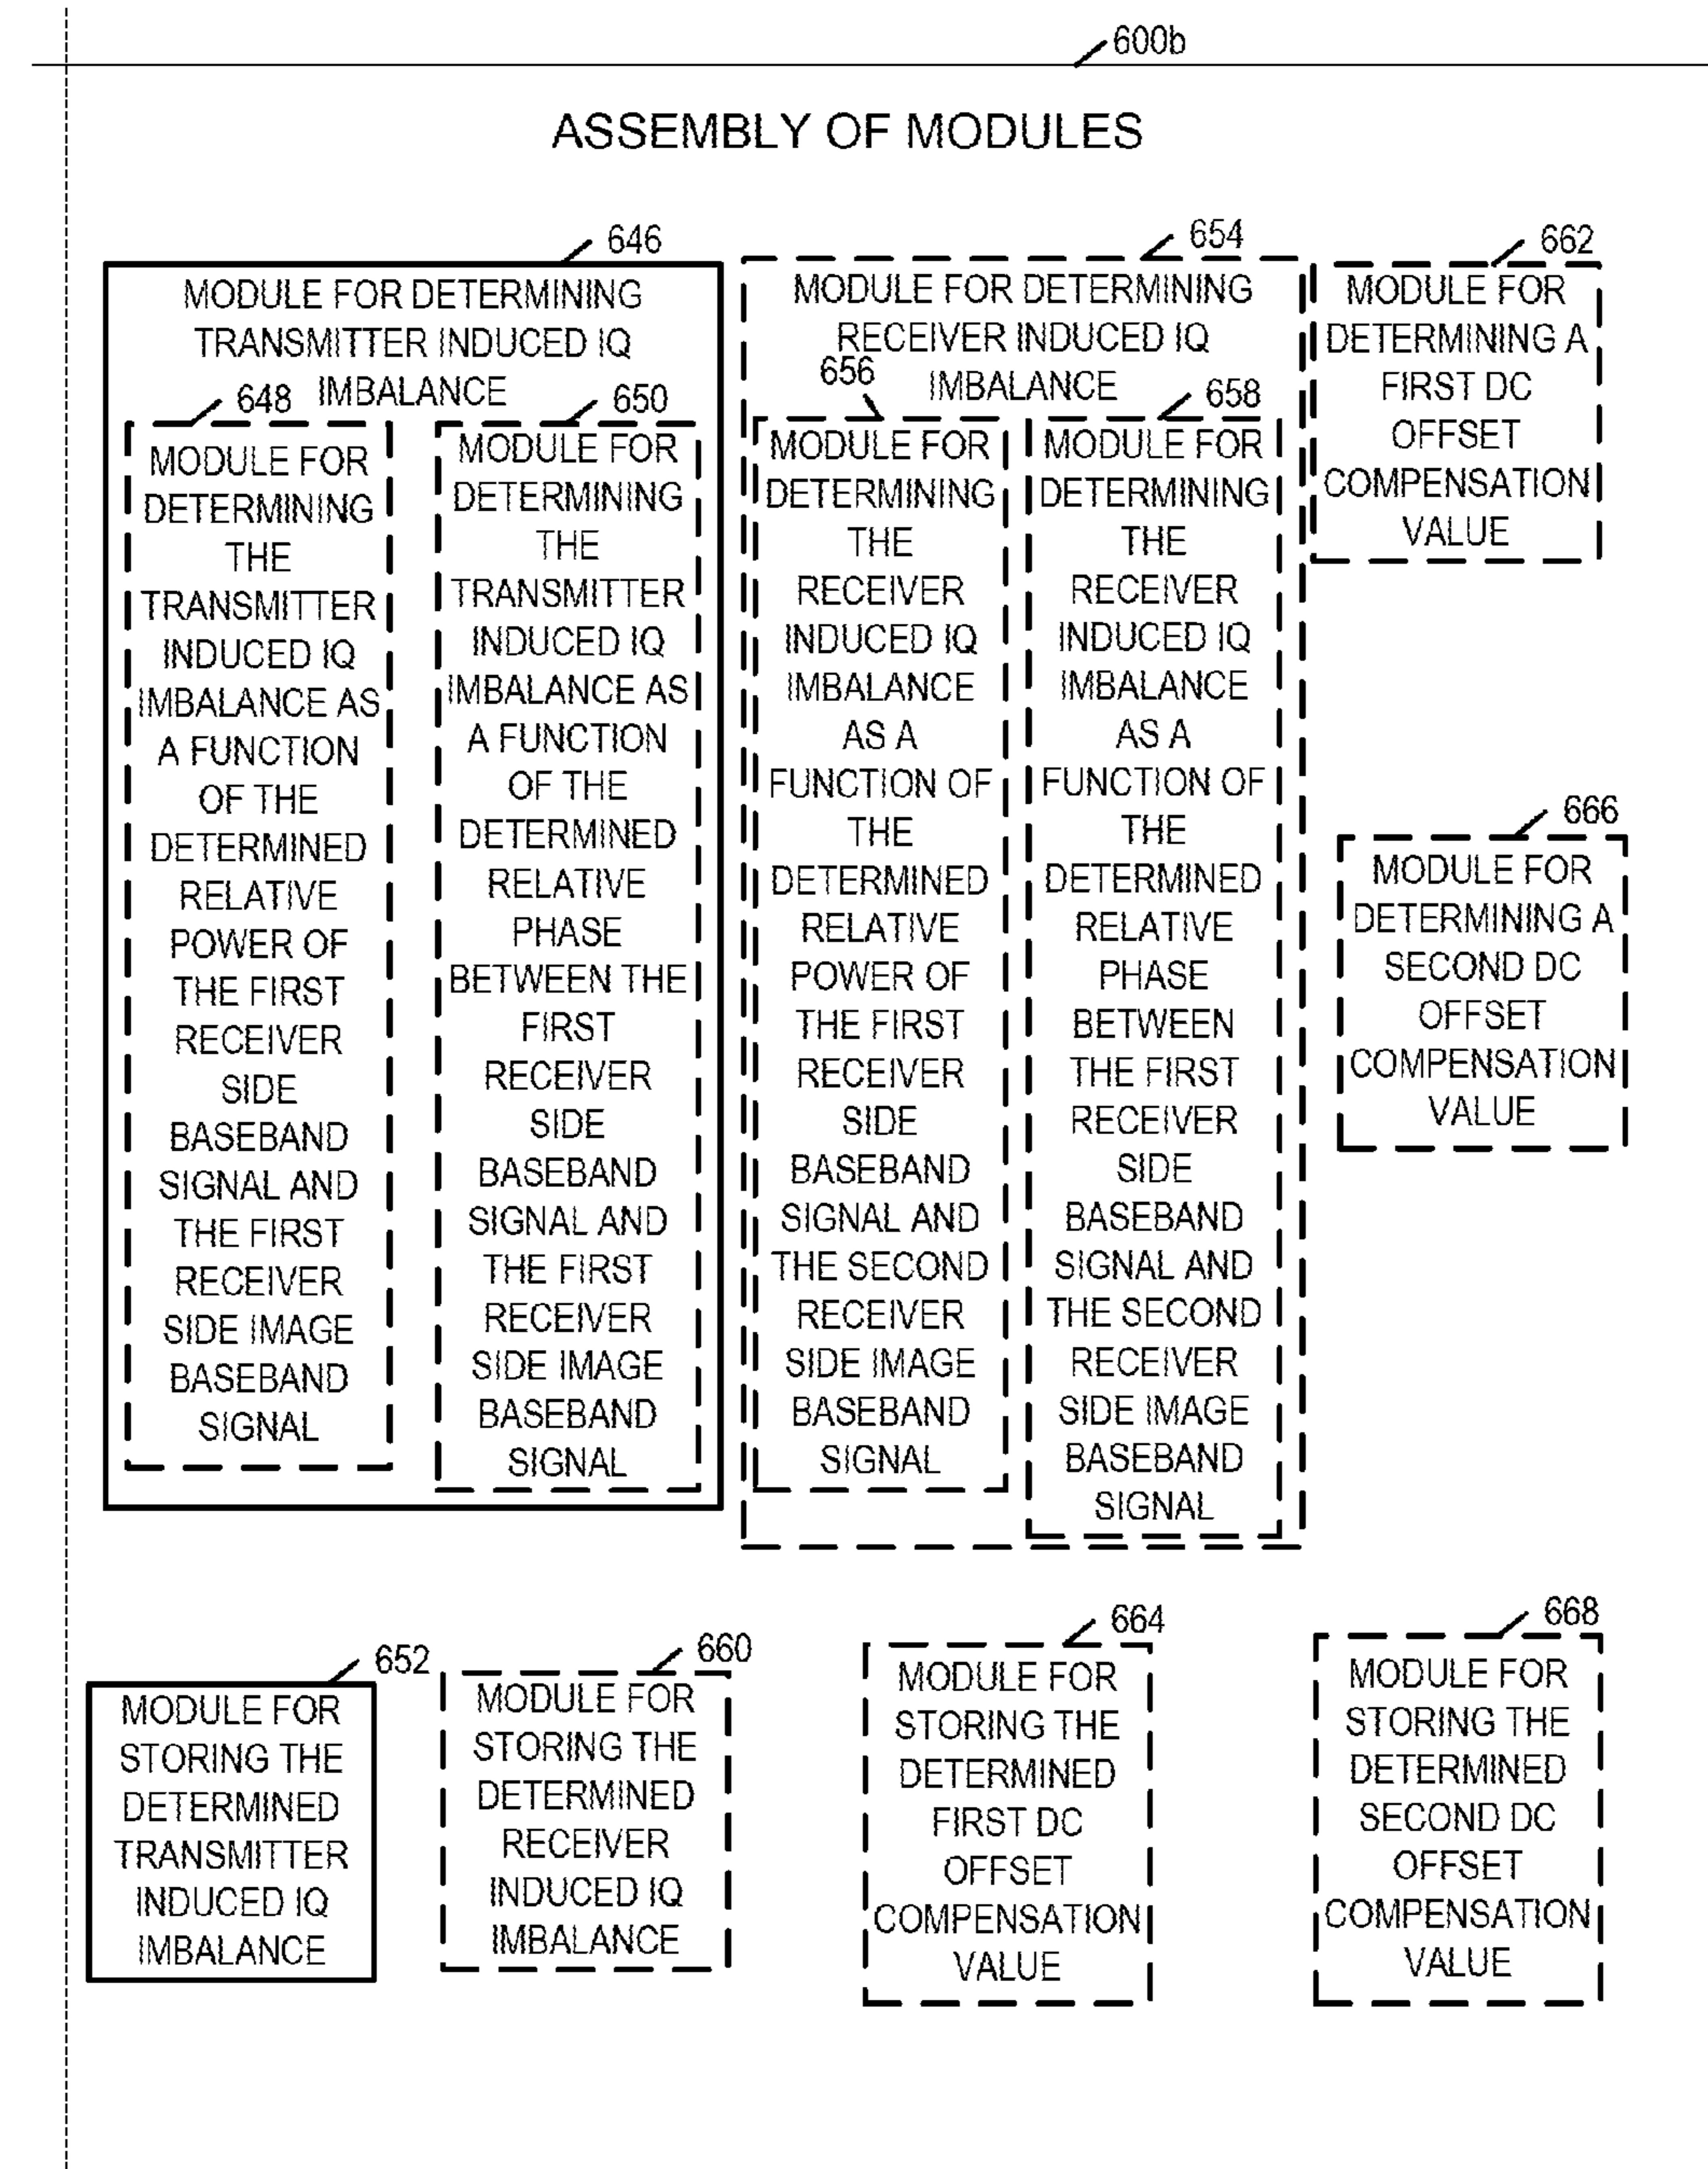 600b
ASSEMBLY OF MODULES
646
MODULE FOR DETERMINING
TRANSMITTER INDUCED IQ
IMBALANCE
648
MODULE FOR
DETERMINING
THE
TRANSMITTER
INDUCED IQ
IMBALANCE AS
A FUNCTION
OF THE
DETERMINED
RELATIVE
POWER OF
THE FIRST
RECEIVER
SIDE
BASEBAND
SIGNAL AND
THE FIRST
RECEIVER
SIDE IMAGE
BASEBAND
SIGNAL
650
MODULE FOR
DETERMINING
THE
TRANSMITTER
INDUCED IQ
IMBALANCE AS
A FUNCTION
OF THE
DETERMINED
RELATIVE
PHASE
BETWEEN THE
FIRST
RECEIVER
SIDE
BASEBAND
SIGNAL AND
THE FIRST
RECEIVER
SIDE IMAGE
BASEBAND
SIGNAL
654
MODULE FOR DETERMINING
RECEIVER INDUCED IQ
IMBALANCE
656
MODULE FOR
DETERMINING
THE
RECEIVER
INDUCED IQ
IMBALANCE
AS A
FUNCTION OF
THE
DETERMINED
RELATIVE
POWER OF
THE FIRST
RECEIVER
SIDE
BASEBAND
SIGNAL AND
THE SECOND
RECEIVER
SIDE IMAGE
BASEBAND
SIGNAL
658
MODULE FOR
DETERMINING
THE
RECEIVER
INDUCED IQ
IMBALANCE
AS A
FUNCTION OF
THE
DETERMINED
RELATIVE
PHASE
BETWEEN
THE FIRST
RECEIVER
SIDE
BASEBAND
SIGNAL AND
THE SECOND
RECEIVER
SIDE IMAGE
BASEBAND
SIGNAL
662
MODULE FOR
DETERMINING A
FIRST DC
OFFSET
COMPENSATION
VALUE
666
MODULE FOR
DETERMINING A
SECOND DC
OFFSET
COMPENSATION
VALUE
652
MODULE FOR
STORING THE
DETERMINED
TRANSMITTER
INDUCED IQ
IMBALANCE
660
MODULE FOR
STORING THE
DETERMINED
RECEIVER
INDUCED IQ
IMBALANCE
664
MODULE FOR
STORING THE
DETERMINED
FIRST DC
OFFSET
COMPENSATION
VALUE
668
MODULE FOR
STORING THE
DETERMINED
SECOND DC
OFFSET
COMPENSATION
VALUE